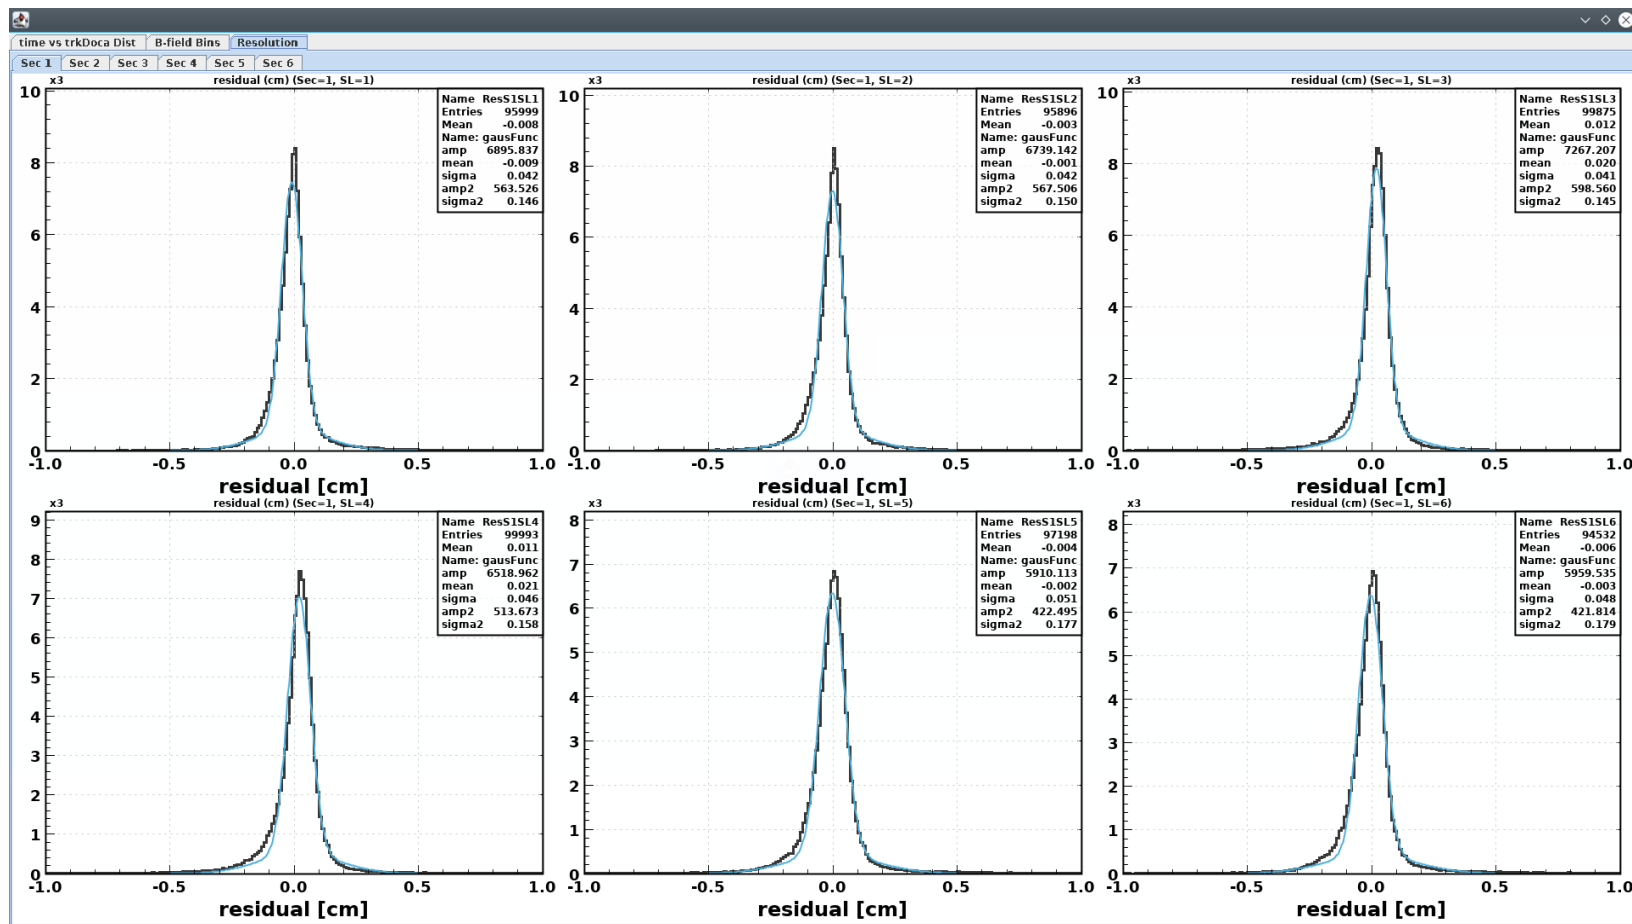 time vs trkDoca Dist B-field Bins Resolution
Sec 1 Sec 2 Sec 3 Sec 4 Sec 5 Sec 6
x3 residual (cm) (Sec=1, SL=1)
Name ResS1SL1
Entries 95999
Mean -0.008
Name: gausFunc
amp 6895.837
mean -0.009
sigma 0.042
amp2 563.526
sigma2 0.146
10
8
6
4
2
0
-1.0 -0.5 0.0 0.5 1.0
residual [cm]
x3 residual (cm) (Sec=1, SL=2)
Name ResS1SL2
Entries 95896
Mean -0.003
Name: gausFunc
amp 6739.142
mean -0.001
sigma 0.042
amp2 567.506
sigma2 0.150
10
8
6
4
2
0
-1.0 -0.5 0.0 0.5 1.0
residual [cm]
x3 residual (cm) (Sec=1, SL=3)
Name ResS1SL3
Entries 99875
Mean 0.012
Name: gausFunc
amp 7267.207
mean 0.020
sigma 0.041
amp2 598.560
sigma2 0.145
10
8
6
4
2
0
-1.0 -0.5 0.0 0.5 1.0
residual [cm]
x3 residual (cm) (Sec=1, SL=4)
Name ResS1SL4
Entries 99993
Mean 0.011
Name: gausFunc
amp 6518.962
mean 0.021
sigma 0.046
amp2 513.673
sigma2 0.158
9
8
7
6
5
4
3
2
1
0
-1.0 -0.5 0.0 0.5 1.0
residual [cm]
x3 residual (cm) (Sec=1, SL=5)
Name ResS1SL5
Entries 97198
Mean -0.004
Name: gausFunc
amp 5910.113
mean -0.002
sigma 0.051
amp2 422.495
sigma2 0.177
8
7
6
5
4
3
2
1
0
-1.0 -0.5 0.0 0.5 1.0
residual [cm]
x3 residual (cm) (Sec=1, SL=6)
Name ResS1SL6
Entries 94532
Mean -0.006
Name: gausFunc
amp 5959.535
mean -0.003
sigma 0.048
amp2 421.814
sigma2 0.179
8
7
6
5
4
3
2
1
0
-1.0 -0.5 0.0 0.5 1.0
residual [cm]